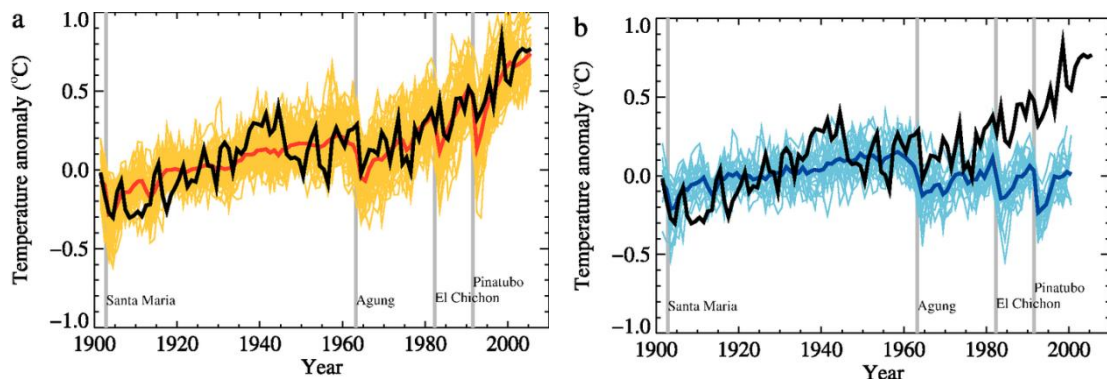 a
Temperature anomaly (°C)
1.0
0.5
0.0
−0.5
−1.0
Santa Maria
Agung
El Chichon
Pinatubo
1900 1920 1940 1960 1980 2000
Year
b
Temperature anomaly (°C)
1.0
0.5
0.0
−0.5
−1.0
Santa Maria
Agung
El Chichon
Pinatubo
1900 1920 1940 1960 1980 2000
Year